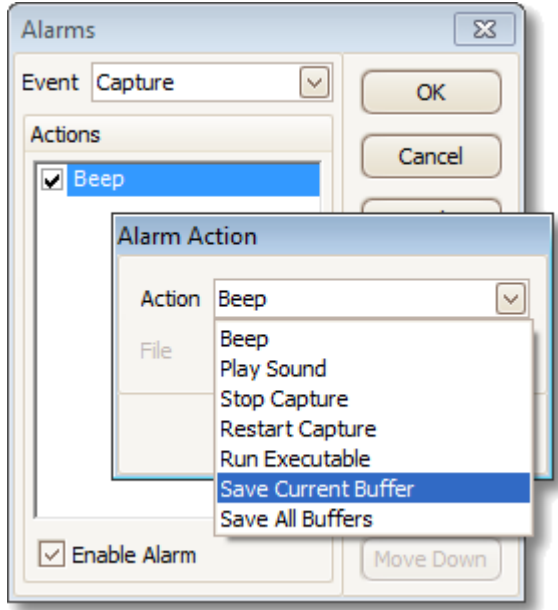 Alarms
Event Capture
OK
Actions
Cancel
Beep
Alarm Action
Action Beep
File
Beep
Play Sound
Stop Capture
Restart Capture
Run Executable
Save Current Buffer
Save All Buffers
Enable Alarm
Move Down